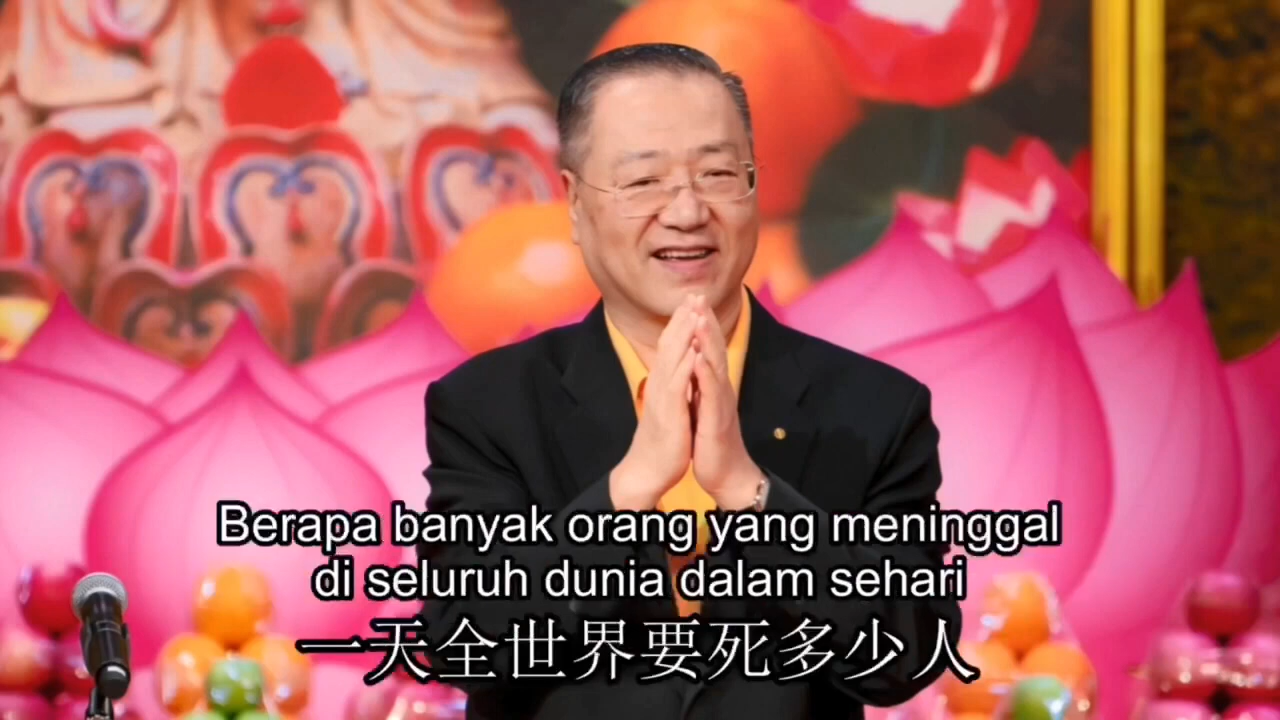 Berapa banyak orang yang meninggal
di seluruh dunia dalam sehari
一天全世界要死多少人